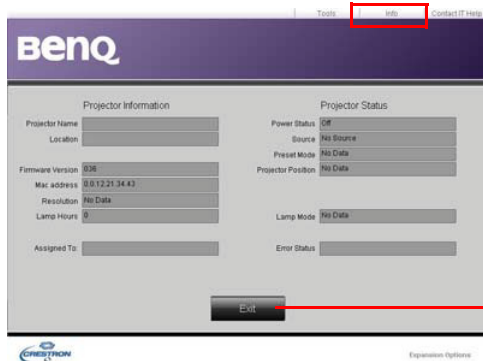 Tools Info Contact IT Help
BenQ
Projector Information
Projector Name
Location
Firmware Version 036
Mac address 0.0.12.21.34.43
Resolution No Data
Lamp Hours 0
Assigned To:
Projector Status
Power Status Off
Source No Source
Preset Mode No Data
Projector Position No Data
Lamp Mode No Data
Error Status
Exit
CRESTRON
Expansion Options